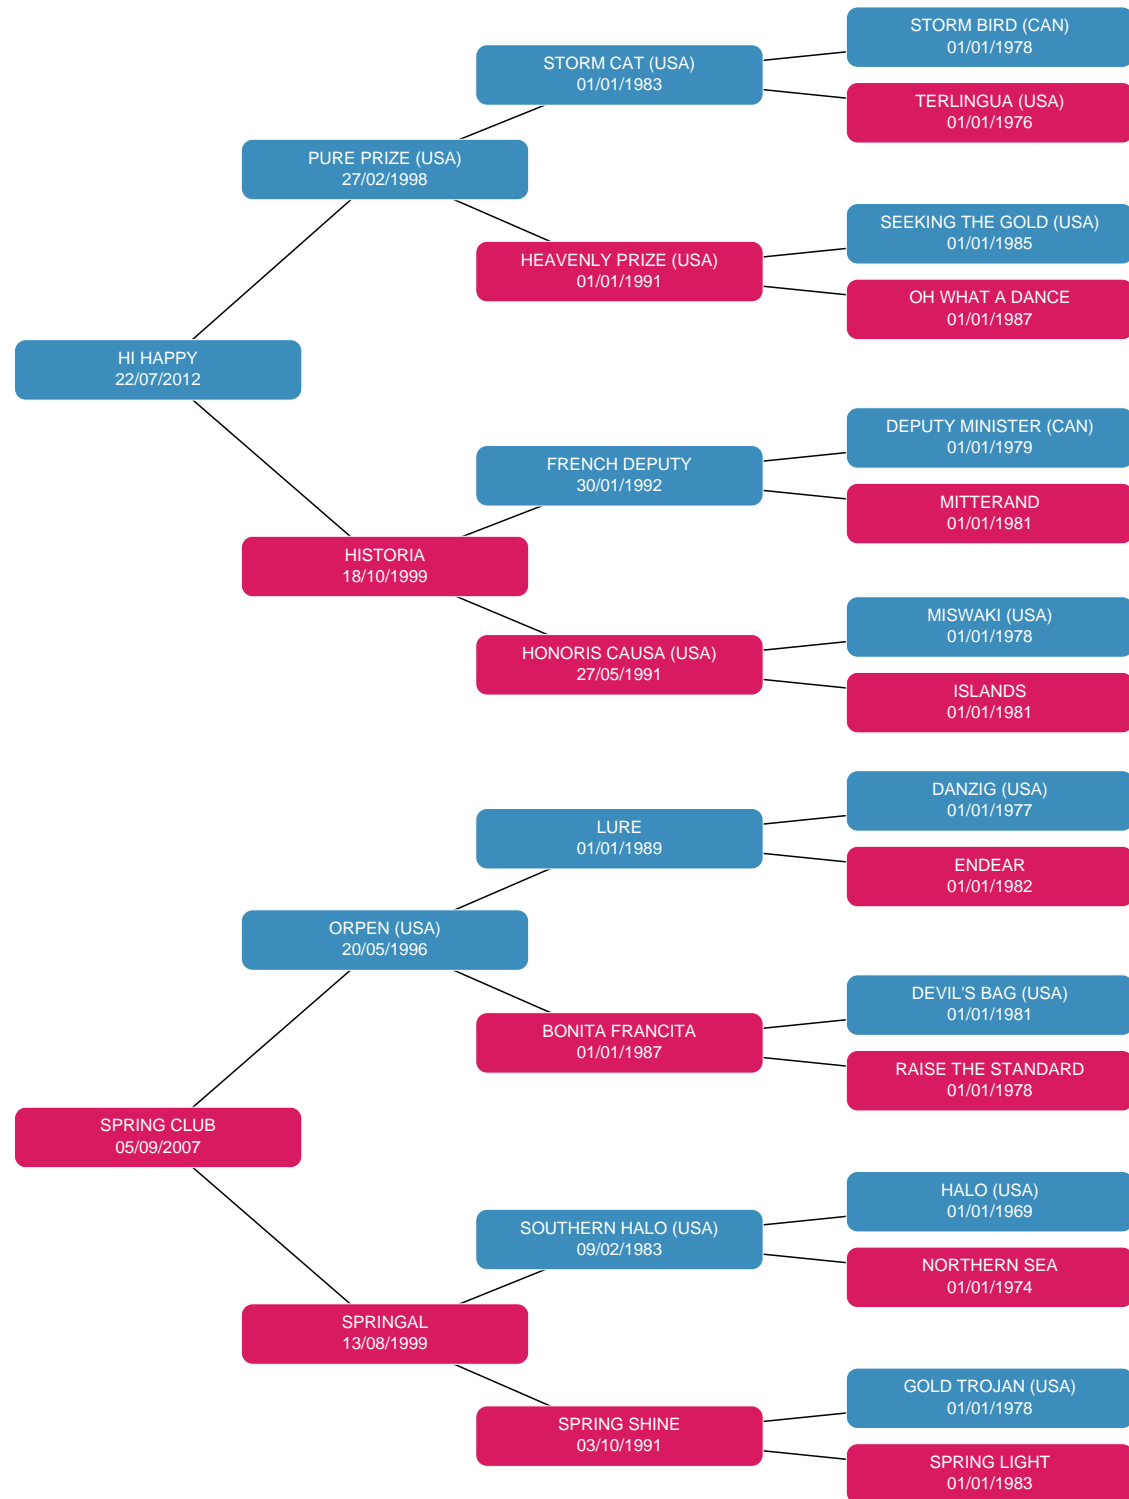 STORM BIRD (CAN)
01/01/1978
STORM CAT (USA)
01/01/1983
TERLINGUA (USA)
01/01/1976
PURE PRIZE (USA)
27/02/1998
SEEKING THE GOLD (USA)
01/01/1985
HEAVENLY PRIZE (USA)
01/01/1991
OH WHAT A DANCE
01/01/1987
HI HAPPY
22/07/2012
DEPUTY MINISTER (CAN)
01/01/1979
FRENCH DEPUTY
30/01/1992
MITTERAND
01/01/1981
HISTORIA
18/10/1999
MISWAKI (USA)
01/01/1978
HONORIS CAUSA (USA)
27/05/1991
ISLANDS
01/01/1981
DANZIG (USA)
01/01/1977
LURE
01/01/1989
ENDEAR
01/01/1982
ORPEN (USA)
20/05/1996
DEVIL'S BAG (USA)
01/01/1981
BONITA FRANCITA
01/01/1987
RAISE THE STANDARD
01/01/1978
SPRING CLUB
05/09/2007
HALO (USA)
01/01/1969
SOUTHERN HALO (USA)
09/02/1983
NORTHERN SEA
01/01/1974
SPRINGAL
13/08/1999
GOLD TROJAN (USA)
01/01/1978
SPRING SHINE
03/10/1991
SPRING LIGHT
01/01/1983